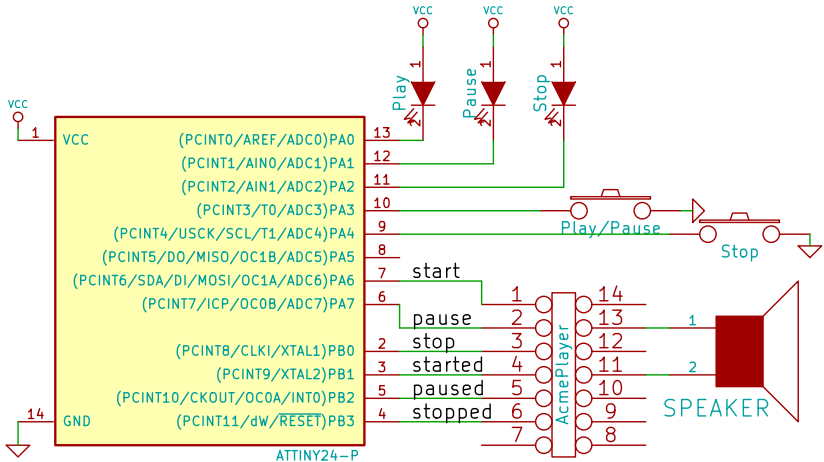 VCC VCC VCC
1 1 1
Play Pause Stop
2 2 2
VCC
1 VCC (PCINT0/AREF/ADC0)PA0 13
(PCINT1/AIN0/ADC1)PA1 12
(PCINT2/AIN1/ADC2)PA2 11
(PCINT3/T0/ADC3)PA3 10
Play/Pause
(PCINT4/USCK/SCL/T1/ADC4)PA4 9
Stop
(PCINT5/DO/MISO/OC1B/ADC5)PA5 8
(PCINT6/SDA/DI/MOSI/OC1A/ADC6)PA6 7 start
(PCINT7/ICP/OC0B/ADC7)PA7 6
1 14
pause 2 13 1
(PCINT8/CLKI/XTAL1)PB0 2 stop 3 12
(PCINT9/XTAL2)PB1 3 started 4 11 2
(PCINT10/CKOUT/OC0A/INT0)PB2 5 paused 5 10
14 GND (PCINT11/dW/RESET)PB3 4 stopped 6 9
7 8
AcmePlayer
SPEAKER
ATTINY24-P